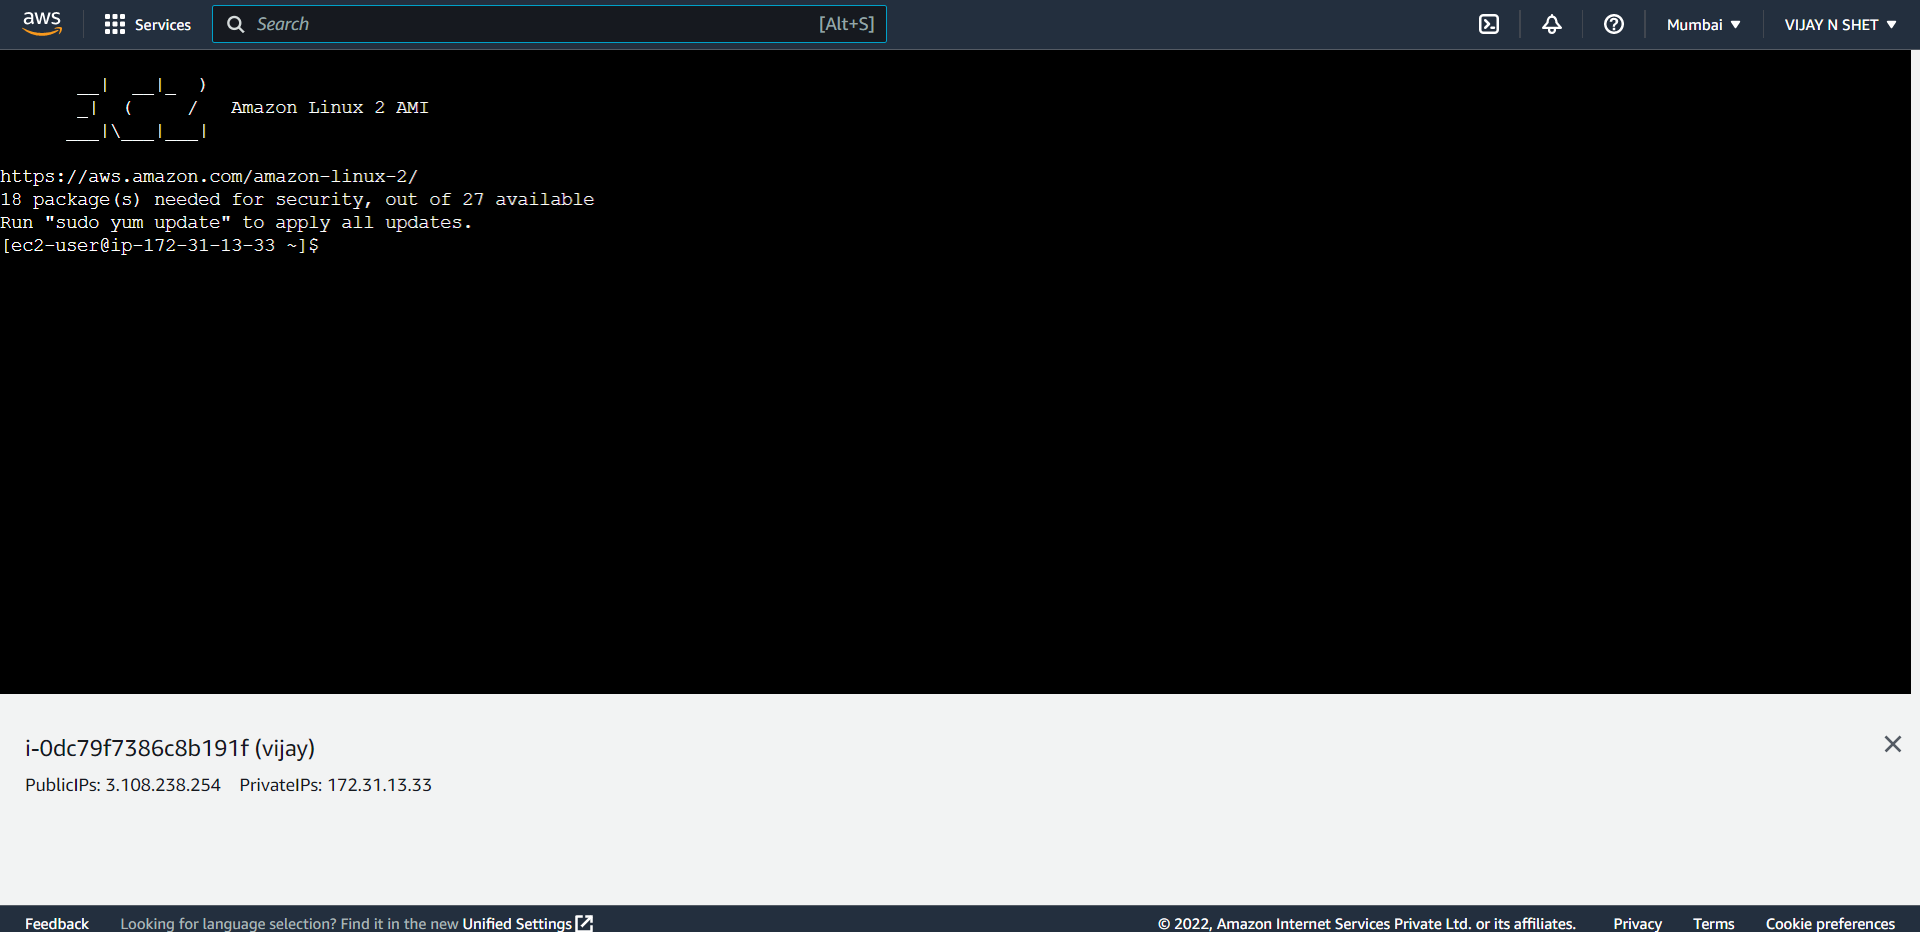 aws Services Search [Alt+S] Mumbai ▼ VIJAY N SHET ▼
       __|  __|_  )
       _|  (     /   Amazon Linux 2 AMI
      ___|\___|___|
https://aws.amazon.com/amazon-linux-2/
18 package(s) needed for security, out of 27 available
Run "sudo yum update" to apply all updates.
[ec2-user@ip-172-31-13-33 ~]$
i-0dc79f7386c8b191f (vijay)
PublicIPs: 3.108.238.254 PrivateIPs: 172.31.13.33
Feedback Looking for language selection? Find it in the new Unified Settings © 2022, Amazon Internet Services Private Ltd. or its affiliates. Privacy Terms Cookie preferences